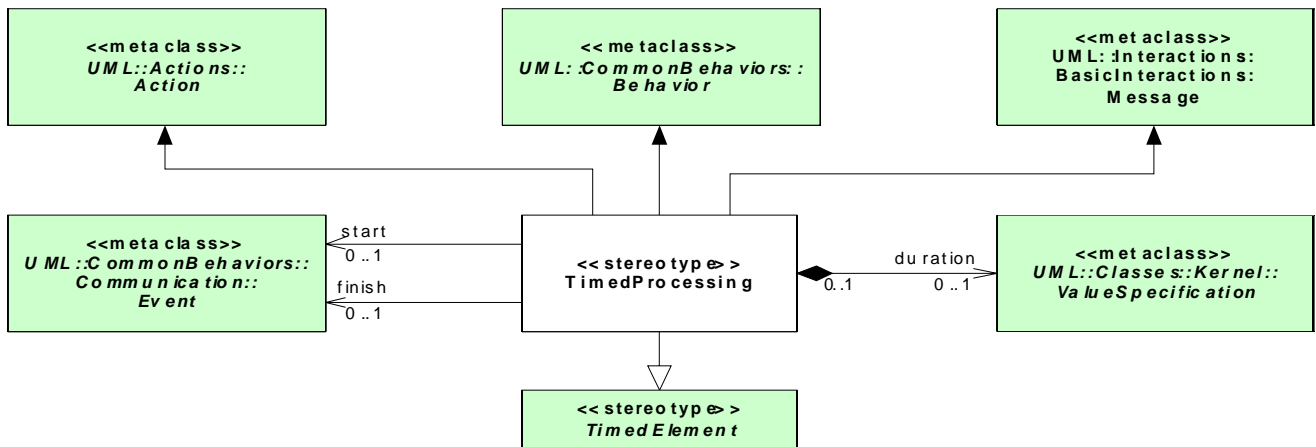 <<metaclass>>
UML::Actions::
Action
<<metaclass>>
UML::CommonBehaviors::
Behavior
<<metaclass>>
UML::Interactions:
BasicInteractions:
Message
<<metaclass>>
UML::CommonBehaviors::
Communication::
Event
start
0..1
finish
0..1
<<stereotype>>
TimedProcessing
duration
0..1
0..1
<<metaclass>>
UML::Classes::Kernel::
ValueSpecification
<<stereotype>>
TimedElement